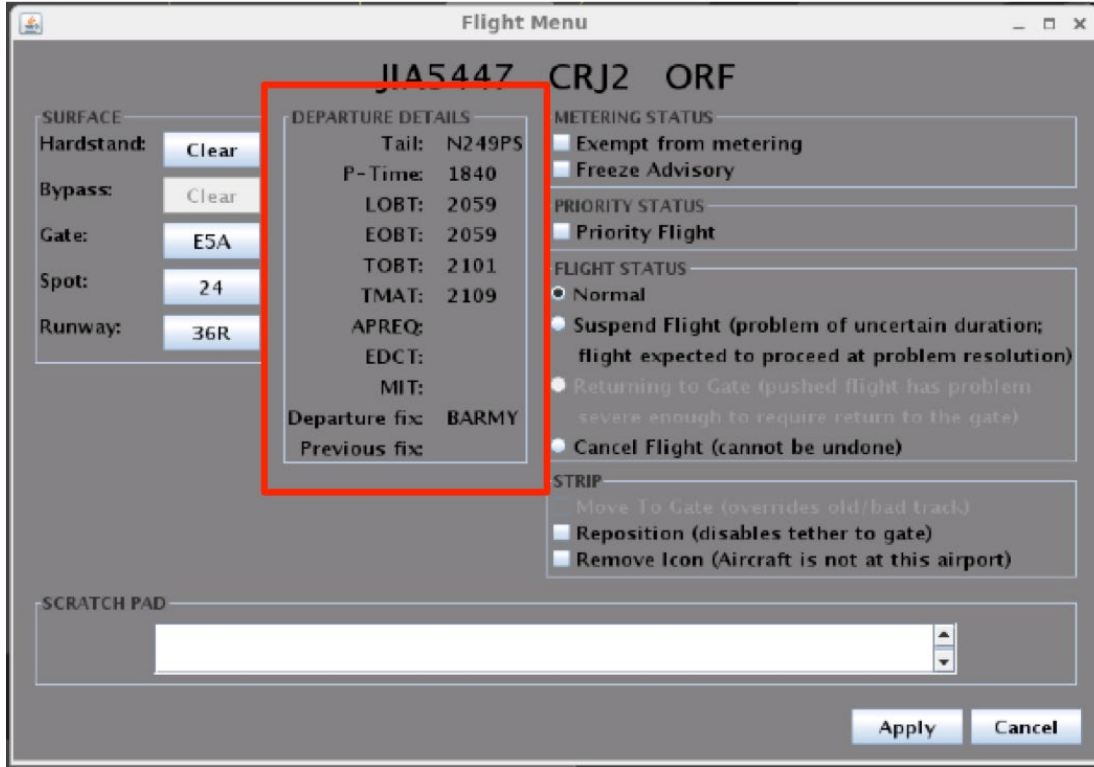 Flight Menu
JIA5447 CRJ2 ORF
SURFACE
Hardstand: Clear
Bypass: Clear
Gate: E5A
Spot: 24
Runway: 36R
DEPARTURE DETAILS
Tail: N249PS
P-Time: 1840
LOBT: 2059
EOBT: 2059
TOBT: 2101
TMAT: 2109
APREQ:
EDCT:
MIT:
Departure fix: BARMY
Previous fix:
METERING STATUS
Exempt from metering
Freeze Advisory
PRIORITY STATUS
Priority Flight
FLIGHT STATUS
Normal
Suspend Flight (problem of uncertain duration;
flight expected to proceed at problem resolution)
Returning to Gate (pushed flight has problem
severe enough to require return to the gate)
Cancel Flight (cannot be undone)
STRIP
Move To Gate (overrides old/bad track)
Reposition (disables tether to gate)
Remove Icon (Aircraft is not at this airport)
SCRATCH PAD
Apply Cancel